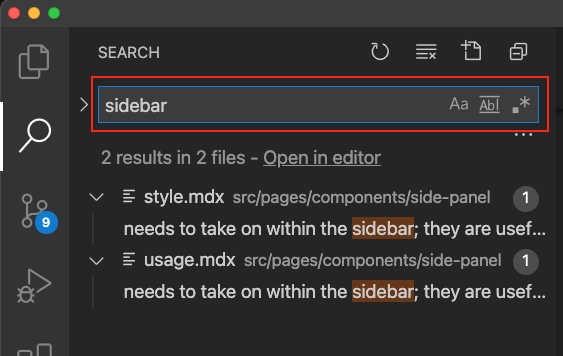 SEARCH
sidebar
Aa Abl .*
...
2 results in 2 files - Open in editor
style.mdx src/pages/components/side-panel 1
needs to take on within the sidebar; they are usef...
9
usage.mdx src/pages/components/side-panel 1
needs to take on within the sidebar; they are usef...